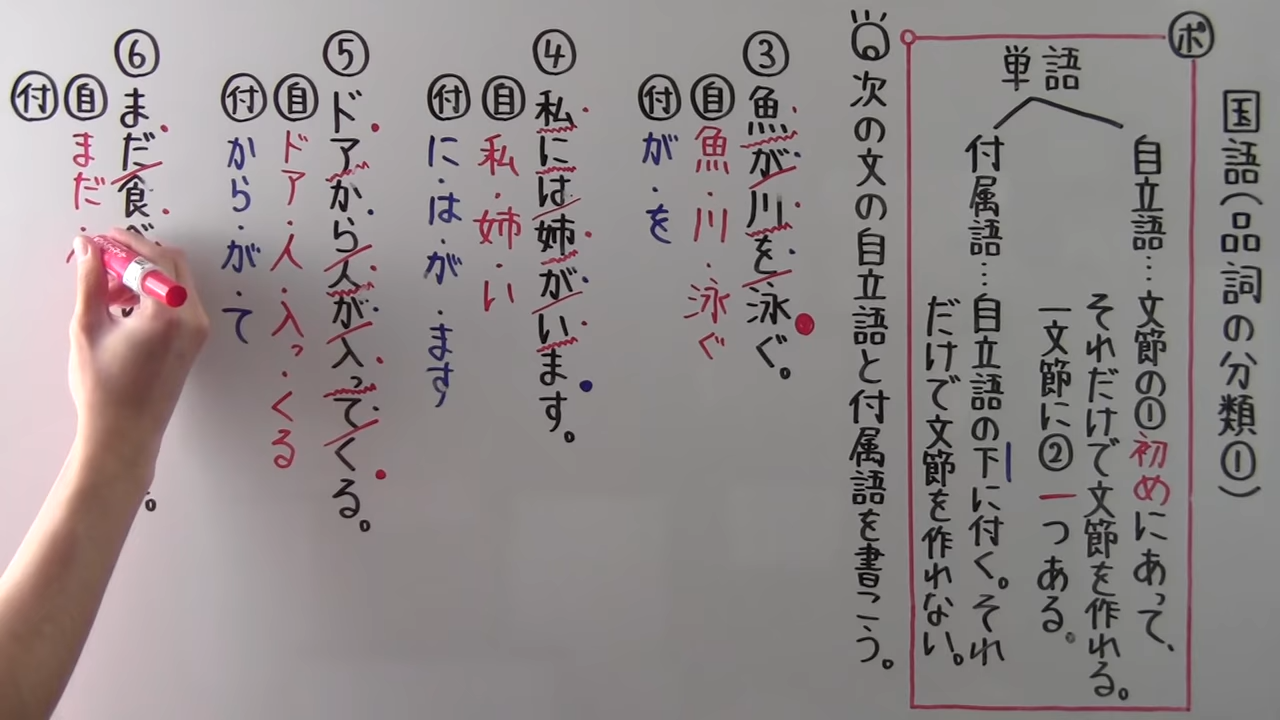 国語(品詞の分類①)
ポ
単語
自立語…文節の①初めにあって、
それだけで文節を作れる。
一文節に②一つある。
付属語…自立語の下に付く。それ
だけで文節を作れない。
次の文の自立語と付属語を書こう。
③魚が川を泳ぐ。
自 魚・川・泳ぐ
付 が・を
④私には姉がいます。
自 私・姉・い
付 に・は・が・ます
⑤ドアから人が入ってくる。
自 ドア・人・入っ・くる
付 から・が・て
⑥まだ食べ
自 まだ・
付